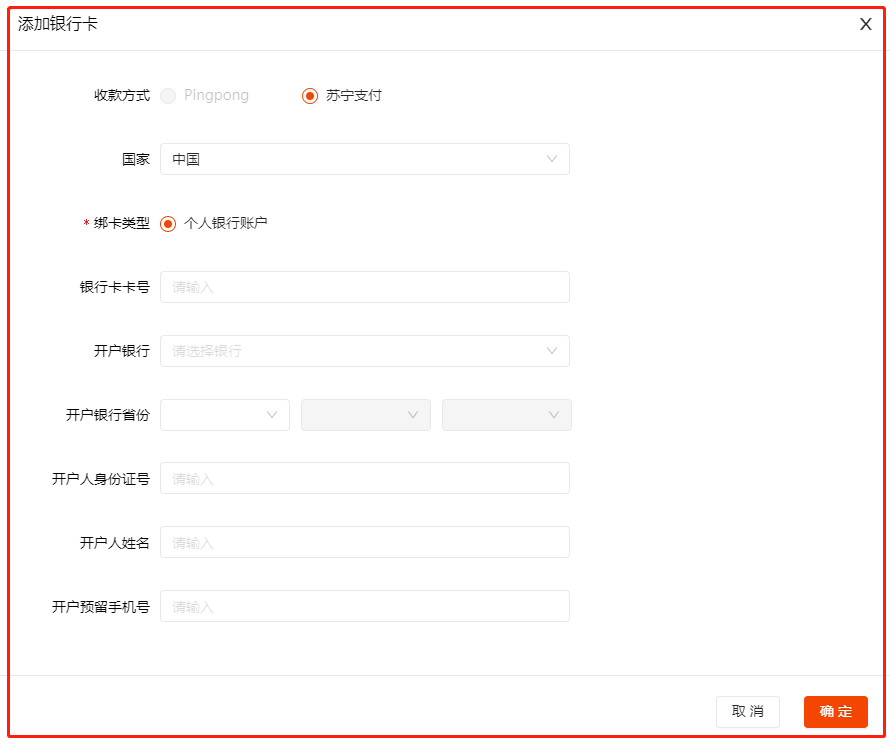 添加银行卡 X
收款方式 Pingpong 苏宁支付
国家 中国
* 绑卡类型 个人银行账户
银行卡卡号 请输入
开户银行 请选择银行
开户银行省份
开户人身份证号 请输入
开户人姓名 请输入
开户预留手机号 请输入
取 消 确 定